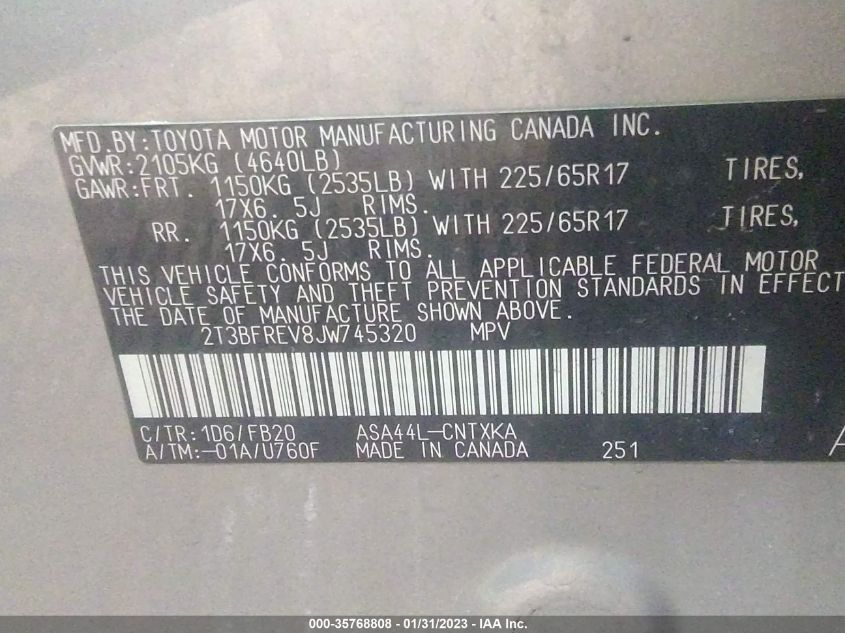 MFD.BY:TOYOTA MOTOR MANUFACTURING CANADA INC.
GVWR:2105KG (4640LB)
GAWR:FRT. 1150KG (2535LB) WITH 225/65R17 TIRES,
17X6. 5J RIMS.
RR. 1150KG (2535LB) WITH 225/65R17 TIRES,
17X6. 5J RIMS.
THIS VEHICLE CONFORMS TO ALL APPLICABLE FEDERAL MOTOR
VEHICLE SAFETY AND THEFT PREVENTION STANDARDS IN EFFECT
THE DATE OF MANUFACTURE SHOWN ABOVE.
2T3BFREV8JW745320 MPV
C/TR:1D6/FB20 ASA44L-CNTXKA
A/TM:-01A/U760F MADE IN CANADA 251
000-35768808 - 01/31/2023 - IAA Inc.